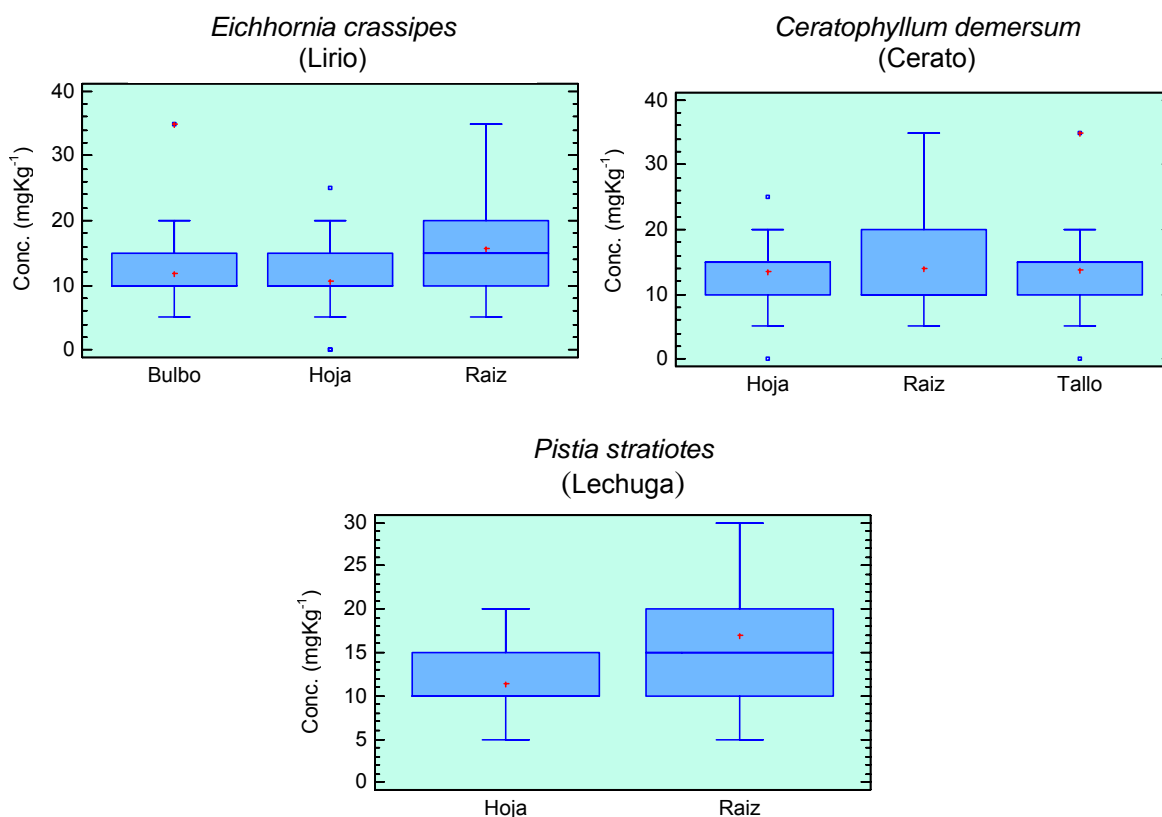 Eichhornia crassipes
(Lirio)
Conc. (mgKg⁻¹)
40
30
20
10
0
Bulbo Hoja Raiz
Ceratophyllum demersum
(Cerato)
Conc. (mgKg⁻¹)
40
30
20
10
0
Hoja Raiz Tallo
Pistia stratiotes
(Lechuga)
Conc. (mgKg⁻¹)
30
25
20
15
10
5
0
Hoja Raiz